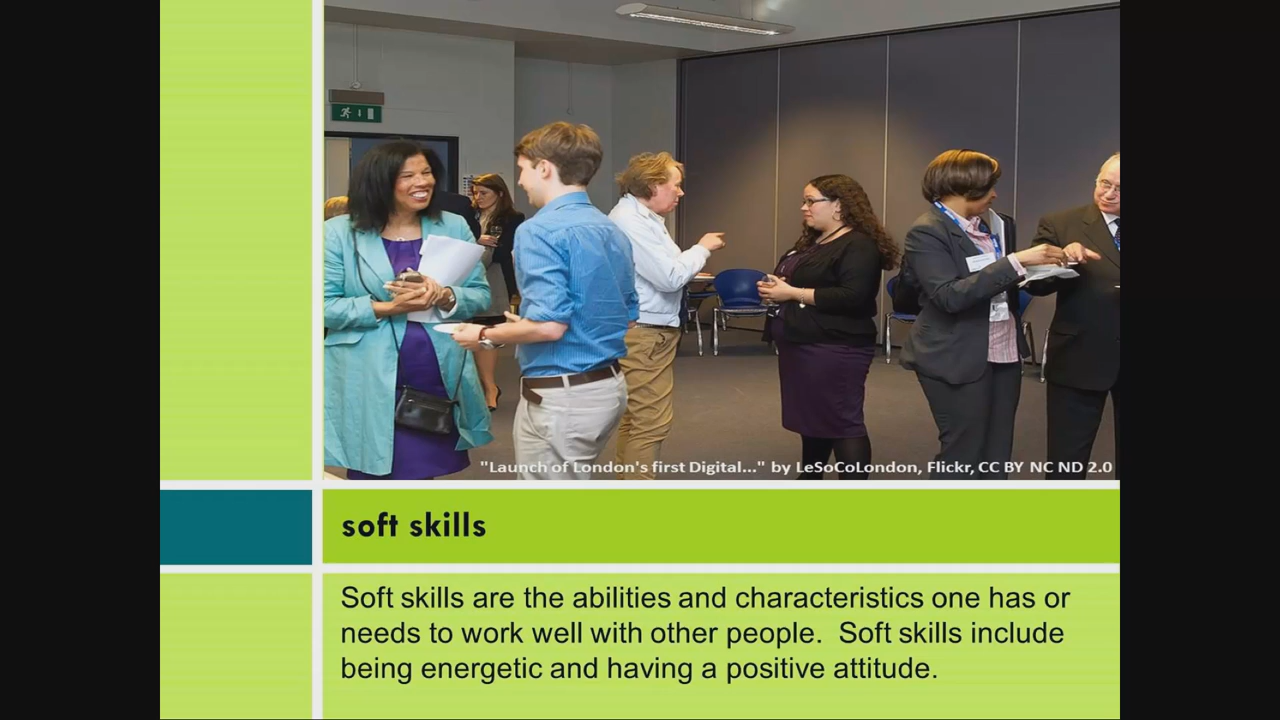 "Launch of London's first Digital..." by LeSoCoLondon, Flickr, CC BY NC ND 2.0
soft skills
Soft skills are the abilities and characteristics one has or
needs to work well with other people.  Soft skills include
being energetic and having a positive attitude.